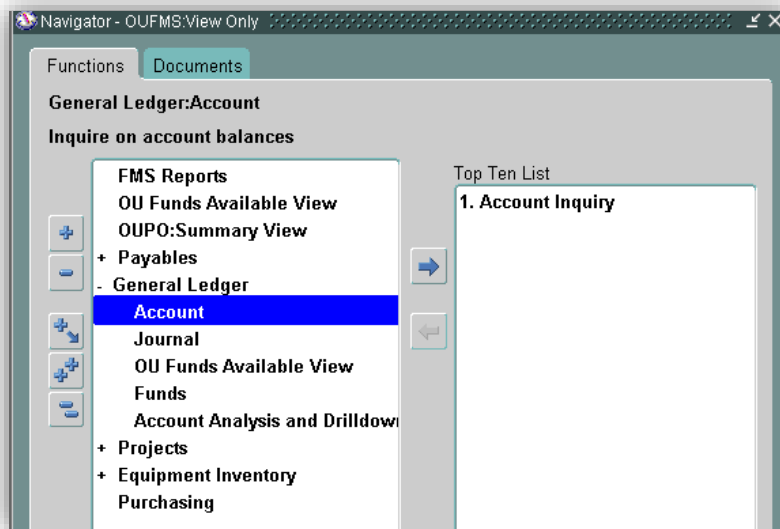 Navigator - OUFMS:View Only
Functions Documents
General Ledger:Account
Inquire on account balances
FMS Reports
OU Funds Available View
OUPO:Summary View
+ Payables
- General Ledger
Account
Journal
OU Funds Available View
Funds
Account Analysis and Drilldow
+ Projects
+ Equipment Inventory
Purchasing
Top Ten List
1. Account Inquiry